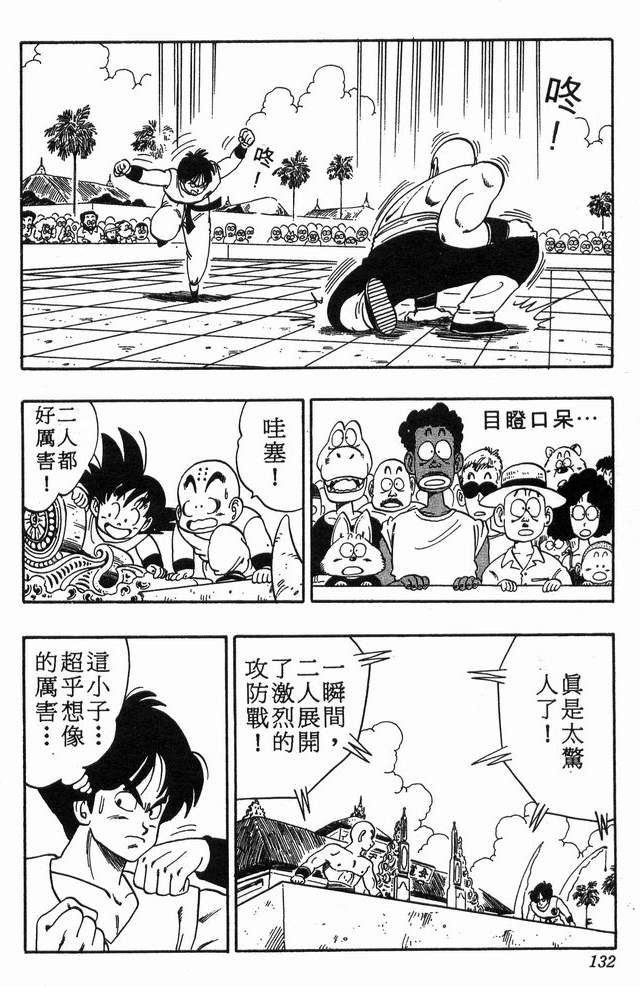 咚！
咚！
目瞪口呆…
哇塞！
二人都
好厲害！
眞是太驚
人了！
一瞬間，
二人展開
了激烈的
攻防戰！
這小子…
超乎想像
的厲害…
132